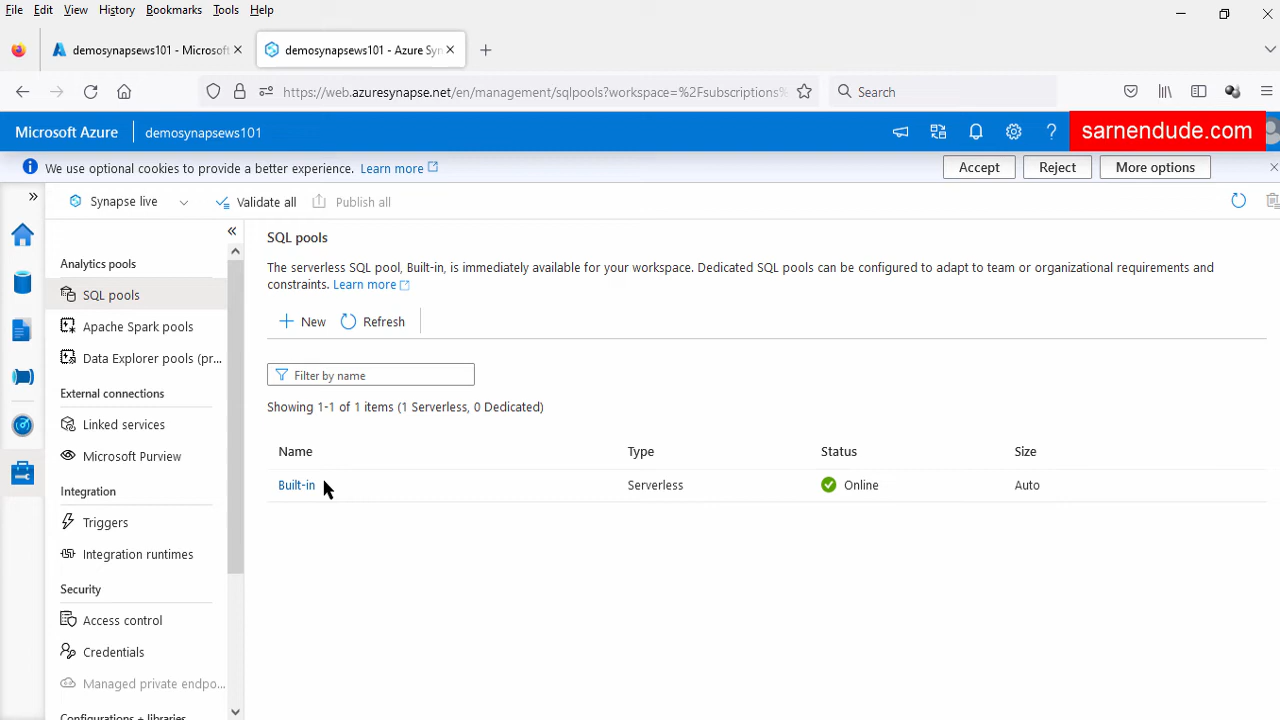 File Edit View History Bookmarks Tools Help
demosynapsews101 - Microsoft
demosynapsews101 - Azure Syn
https://web.azuresynapse.net/en/management/sqlpools?workspace=%2Fsubscriptions%
Search
Microsoft Azure
demosynapsews101
sarnendude.com
We use optional cookies to provide a better experience. Learn more
Accept
Reject
More options
Synapse live
Validate all
Publish all
Analytics pools
SQL pools
Apache Spark pools
Data Explorer pools (pr...
External connections
Linked services
Microsoft Purview
Integration
Triggers
Integration runtimes
Security
Access control
Credentials
Managed private endpo...
Configurations + libraries
SQL pools
The serverless SQL pool, Built-in, is immediately available for your workspace. Dedicated SQL pools can be configured to adapt to team or organizational requirements and
constraints. Learn more
New
Refresh
Filter by name
Showing 1-1 of 1 items (1 Serverless, 0 Dedicated)
Name Type Status Size
Built-in Serverless Online Auto